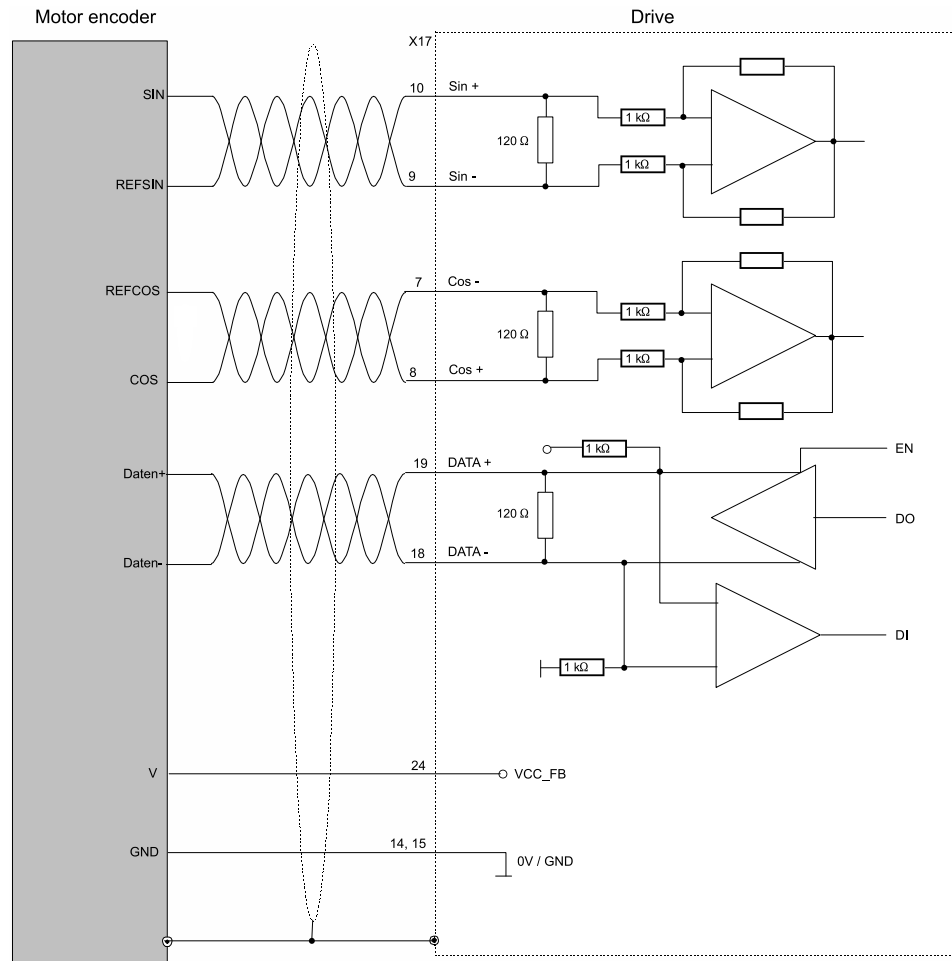 Motor encoder
Drive
X17
SIN
10
Sin +
1 kΩ
120 Ω
1 kΩ
REFSIN
9
Sin -
REFCOS
7
Cos -
1 kΩ
120 Ω
1 kΩ
COS
8
Cos +
1 kΩ
EN
Daten+
19
DATA +
120 Ω
DO
Daten-
18
DATA -
DI
1 kΩ
V
24
VCC_FB
GND
14, 15
0V / GND